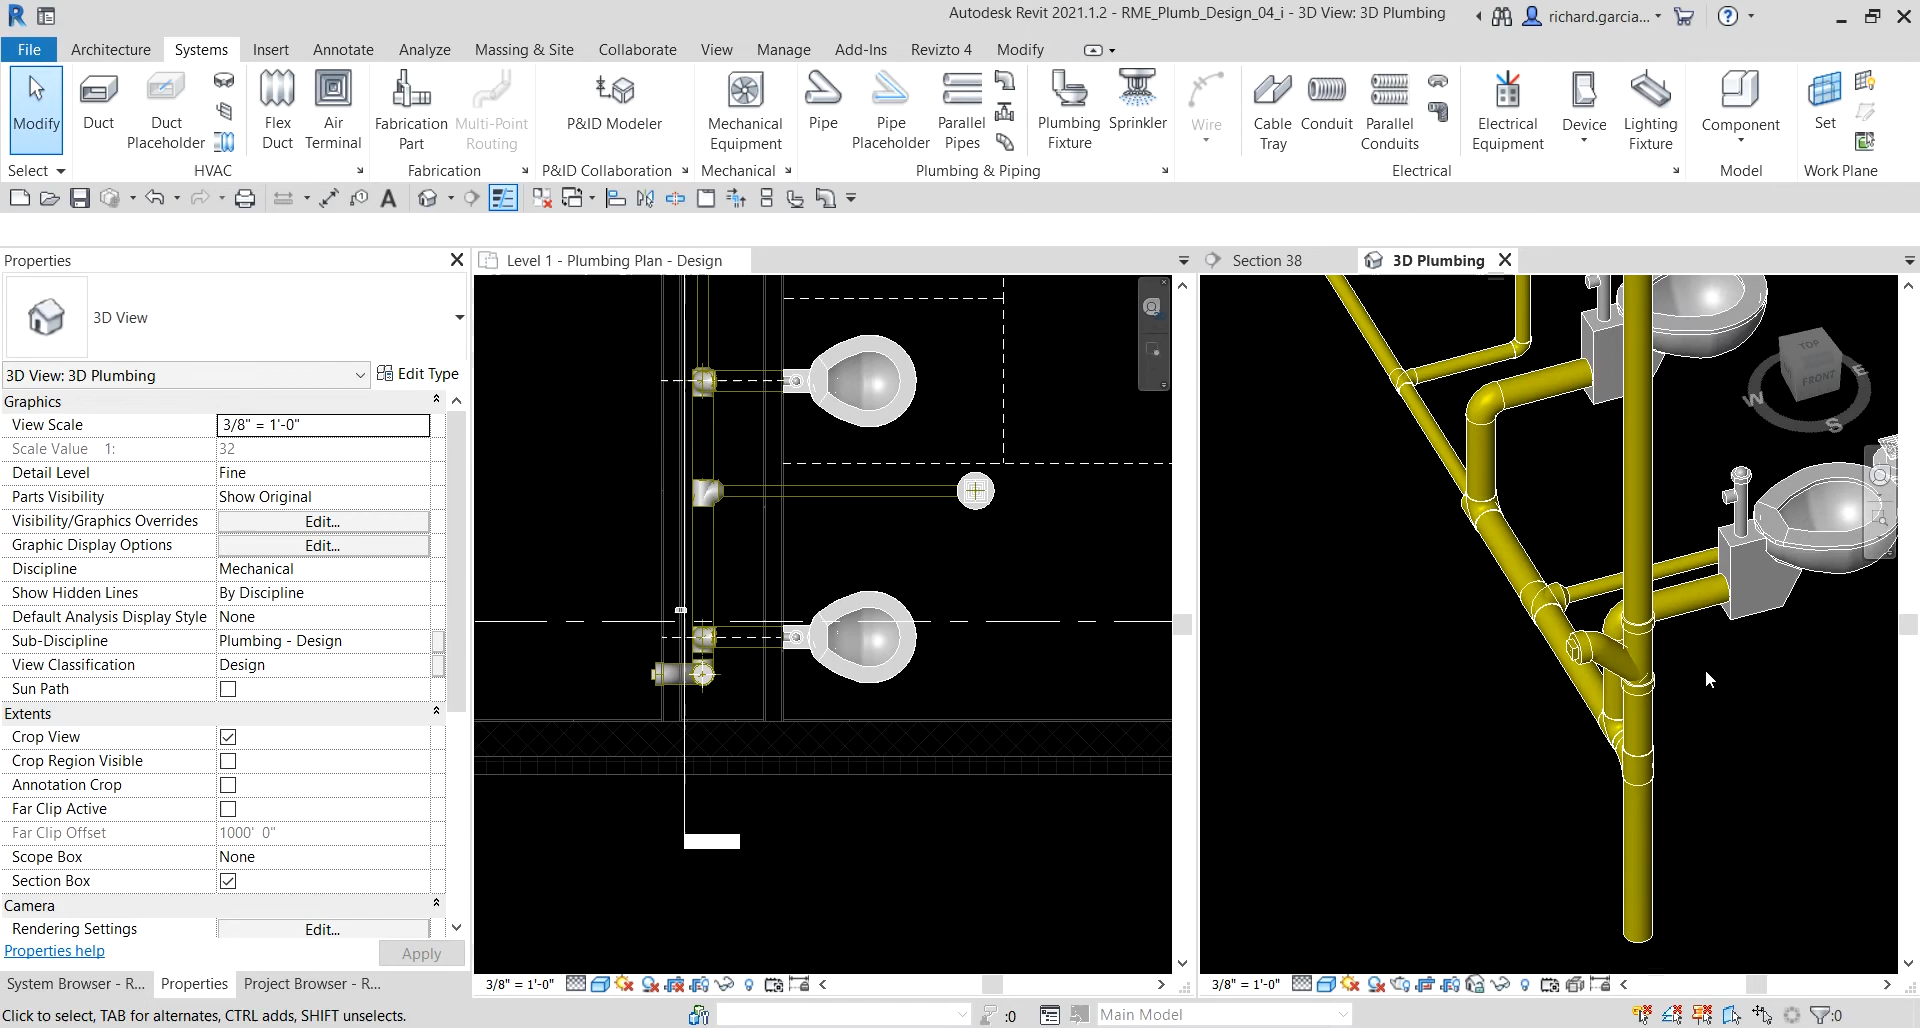 Autodesk Revit 2021.1.2 - RME_Plumb_Design_04_i - 3D View: 3D Plumbing
richard.garcia...
File Architecture Systems Insert Annotate Analyze Massing & Site Collaborate View Manage Add-Ins Revizto 4 Modify
Modify
Duct
Duct Placeholder
Flex Duct
Air Terminal
Fabrication Part
Multi-Point Routing
P&ID Modeler
Mechanical Equipment
Pipe
Pipe Placeholder
Parallel Pipes
Plumbing Fixture
Sprinkler
Wire
Cable Tray
Conduit
Parallel Conduits
Electrical Equipment
Device
Lighting Fixture
Component
Set
Select HVAC Fabrication P&ID Collaboration Mechanical Plumbing & Piping Electrical Model Work Plane
Properties
Level 1 - Plumbing Plan - Design
Section 38
3D Plumbing
3D View
3D View: 3D Plumbing
Edit Type
Graphics
View Scale 3/8" = 1'-0"
Scale Value 1: 32
Detail Level Fine
Parts Visibility Show Original
Visibility/Graphics Overrides Edit...
Graphic Display Options Edit...
Discipline Mechanical
Show Hidden Lines By Discipline
Default Analysis Display Style None
Sub-Discipline Plumbing - Design
View Classification Design
Sun Path
Extents
Crop View
Crop Region Visible
Annotation Crop
Far Clip Active
Far Clip Offset 1000' 0"
Scope Box None
Section Box
Camera
Rendering Settings Edit...
Properties help
Apply
TOP
FRONT
W
S
E
System Browser - R... Properties Project Browser - R...
3/8" = 1'-0"
3/8" = 1'-0"
Click to select, TAB for alternates, CTRL adds, SHIFT unselects.
:0
Main Model
:0